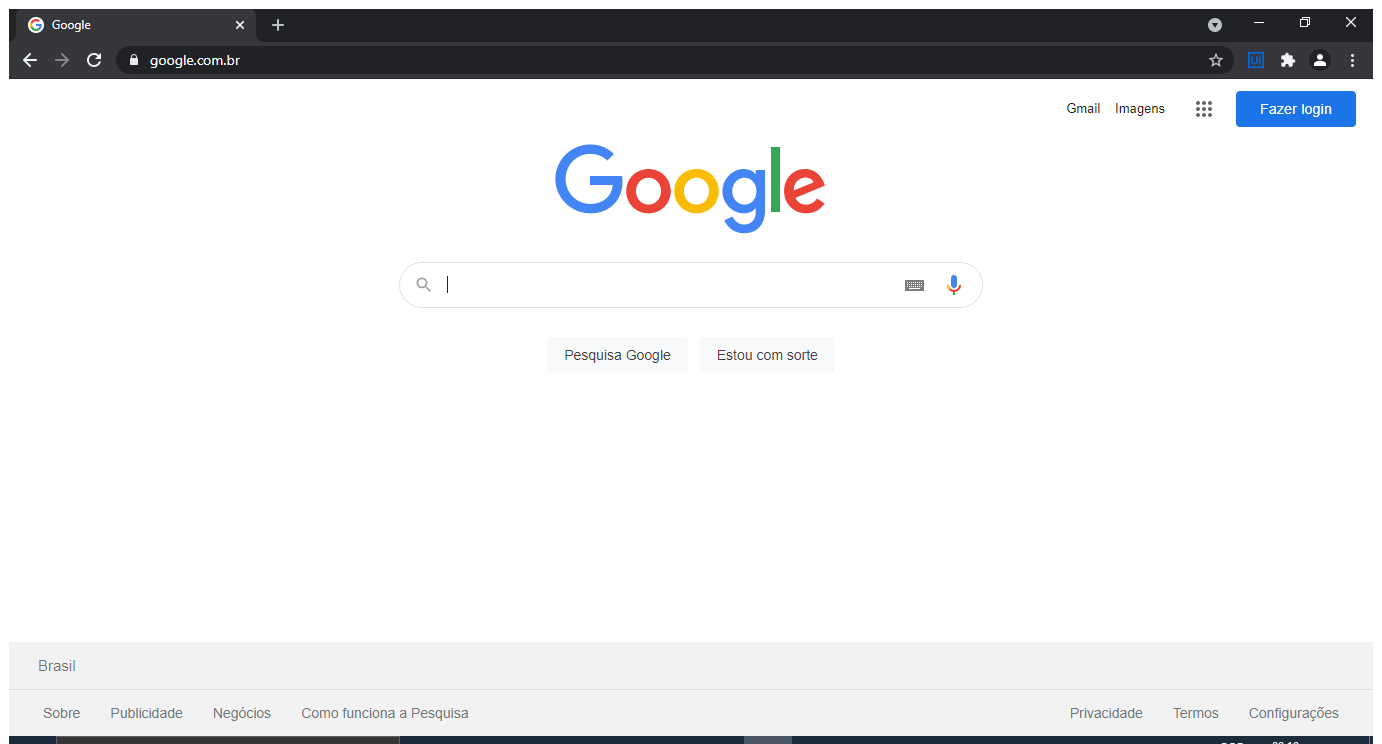 Google
google.com.br
Ui
Gmail Imagens Fazer login
Google
Pesquisa Google Estou com sorte
Brasil
Sobre Publicidade Negócios Como funciona a Pesquisa Privacidade Termos Configurações